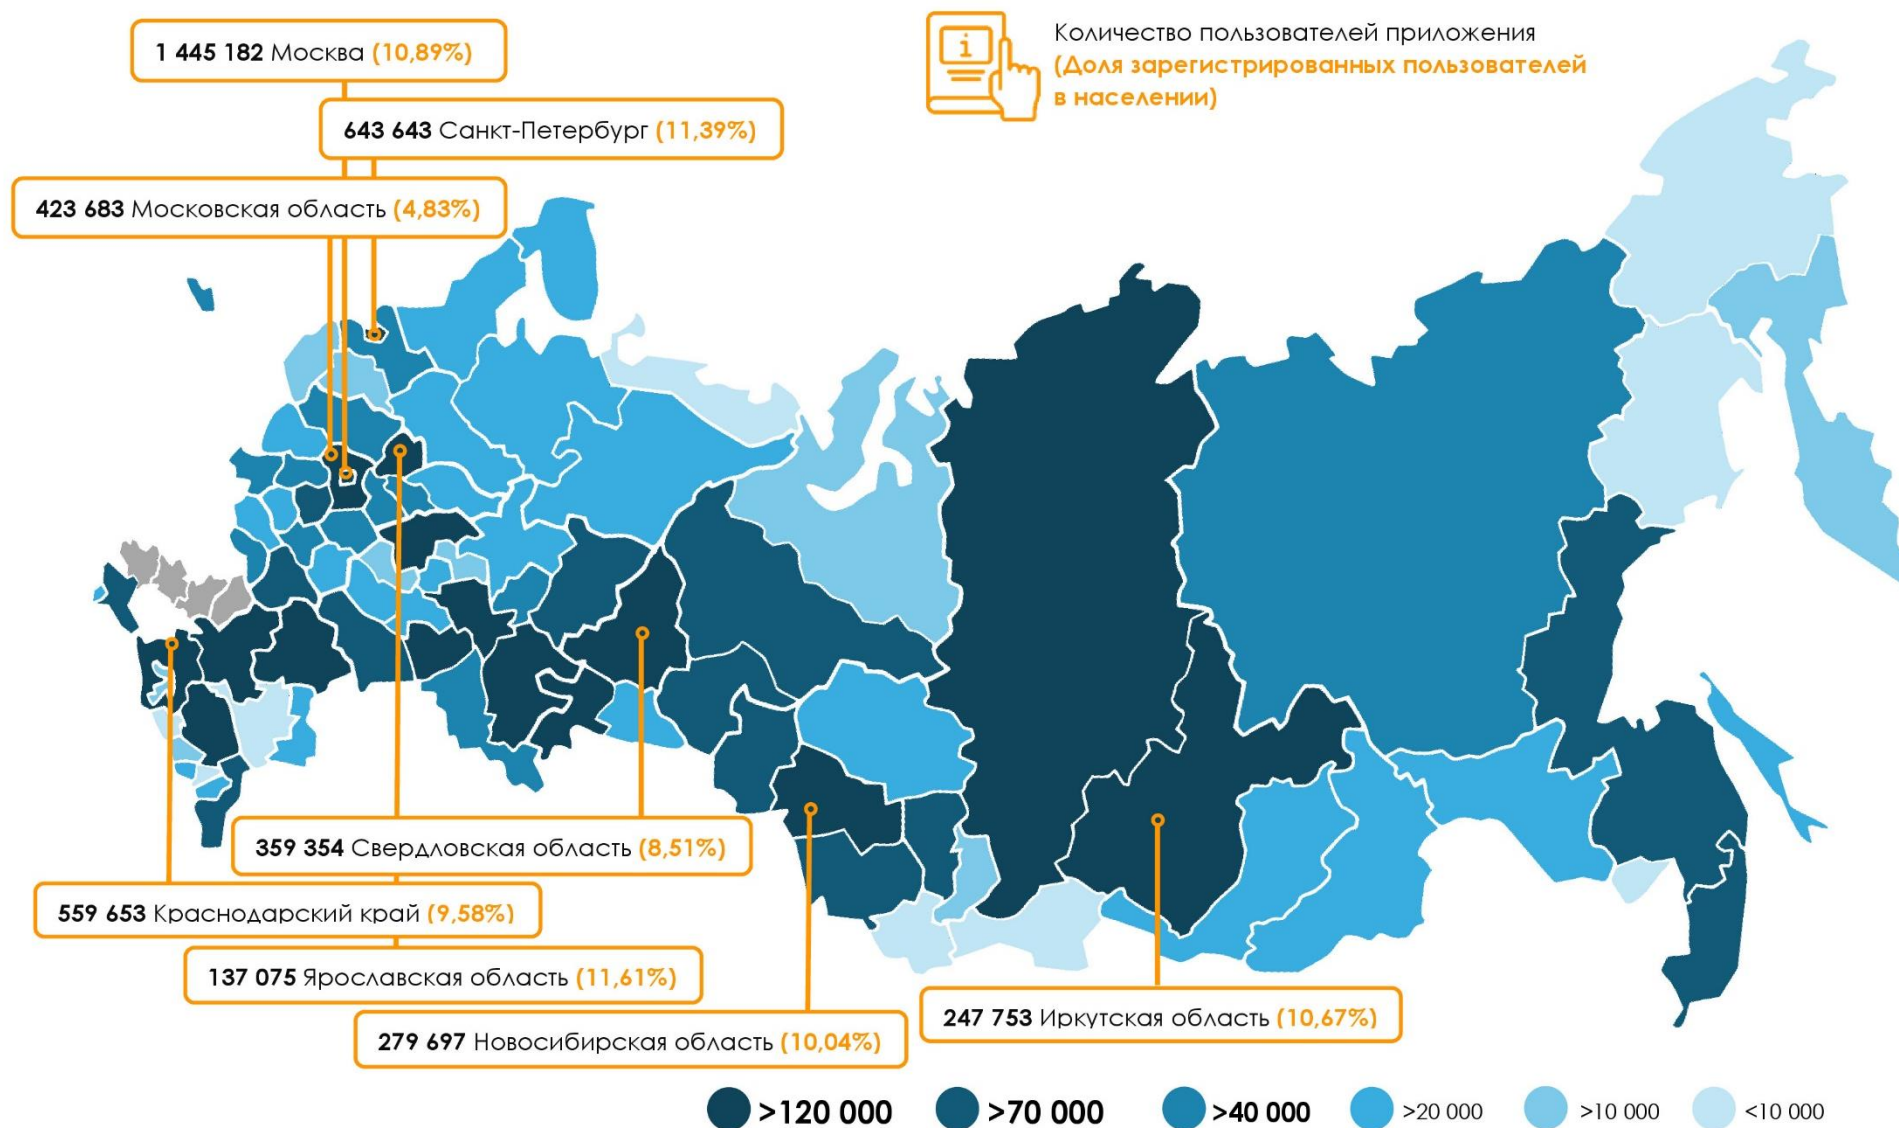 Количество пользователей приложения
(Доля зарегистрированных пользователей
в населении)
1 445 182 Москва (10,89%)
643 643 Санкт-Петербург (11,39%)
423 683 Московская область (4,83%)
359 354 Свердловская область (8,51%)
559 653 Краснодарский край (9,58%)
137 075 Ярославская область (11,61%)
279 697 Новосибирская область (10,04%)
247 753 Иркутская область (10,67%)
>120 000
>70 000
>40 000
>20 000
>10 000
<10 000